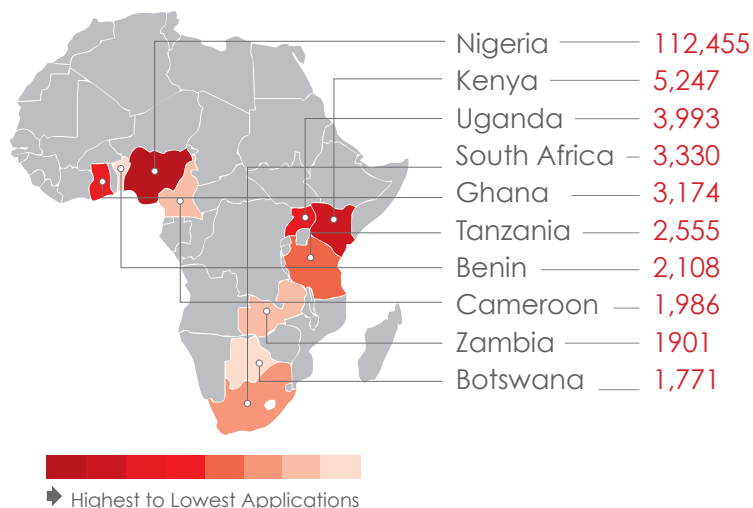 Nigeria 112,455
Kenya 5,247
Uganda 3,993
South Africa 3,330
Ghana 3,174
Tanzania 2,555
Benin 2,108
Cameroon 1,986
Zambia 1901
Botswana 1,771
Highest to Lowest Applications